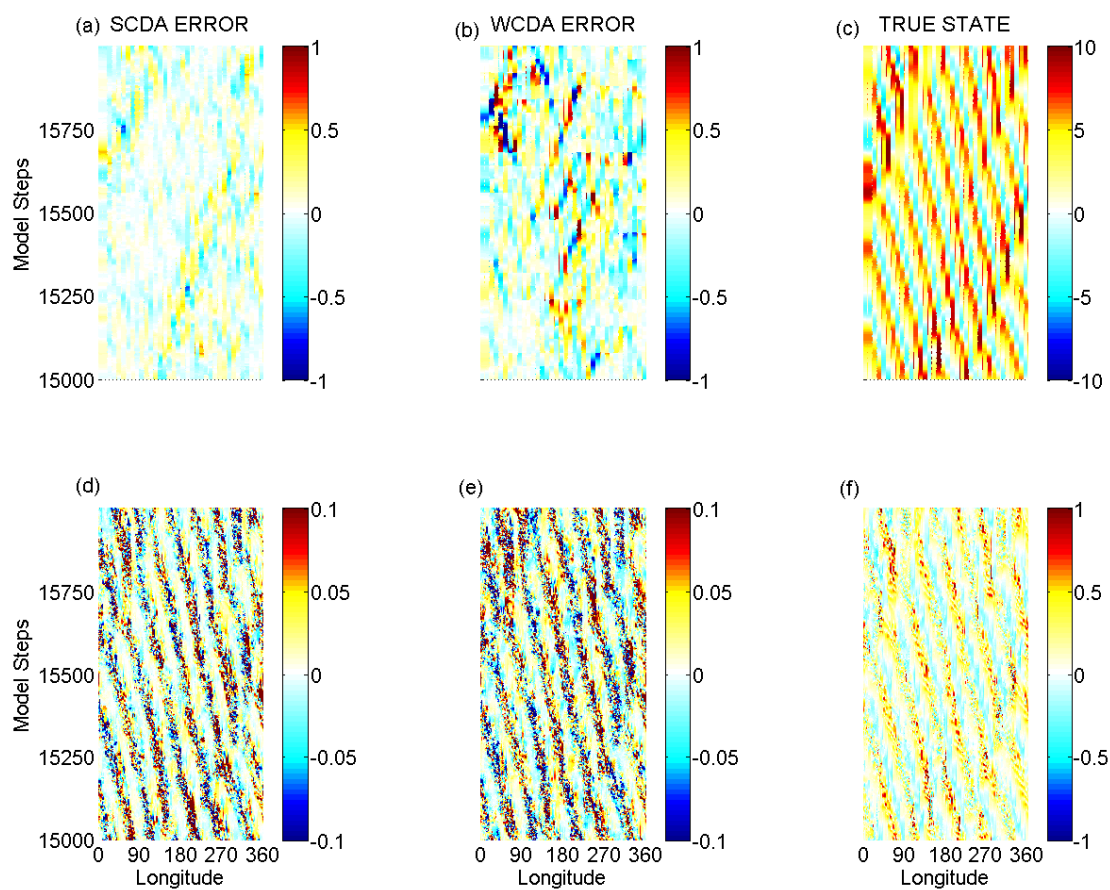 (a) SCDA ERROR
(b) WCDA ERROR
(c) TRUE STATE
Model Steps
15750
15500
15250
15000
1
0.5
0
-0.5
-1
1
0.5
0
-0.5
-1
10
5
0
-5
-10
(d)
(e)
(f)
Model Steps
15750
15500
15250
15000
0.1
0.05
0
-0.05
-0.1
0.1
0.05
0
-0.05
-0.1
1
0.5
0
-0.5
-1
0 90 180 270 360
0 90 180 270 360
0 90 180 270 360
Longitude
Longitude
Longitude